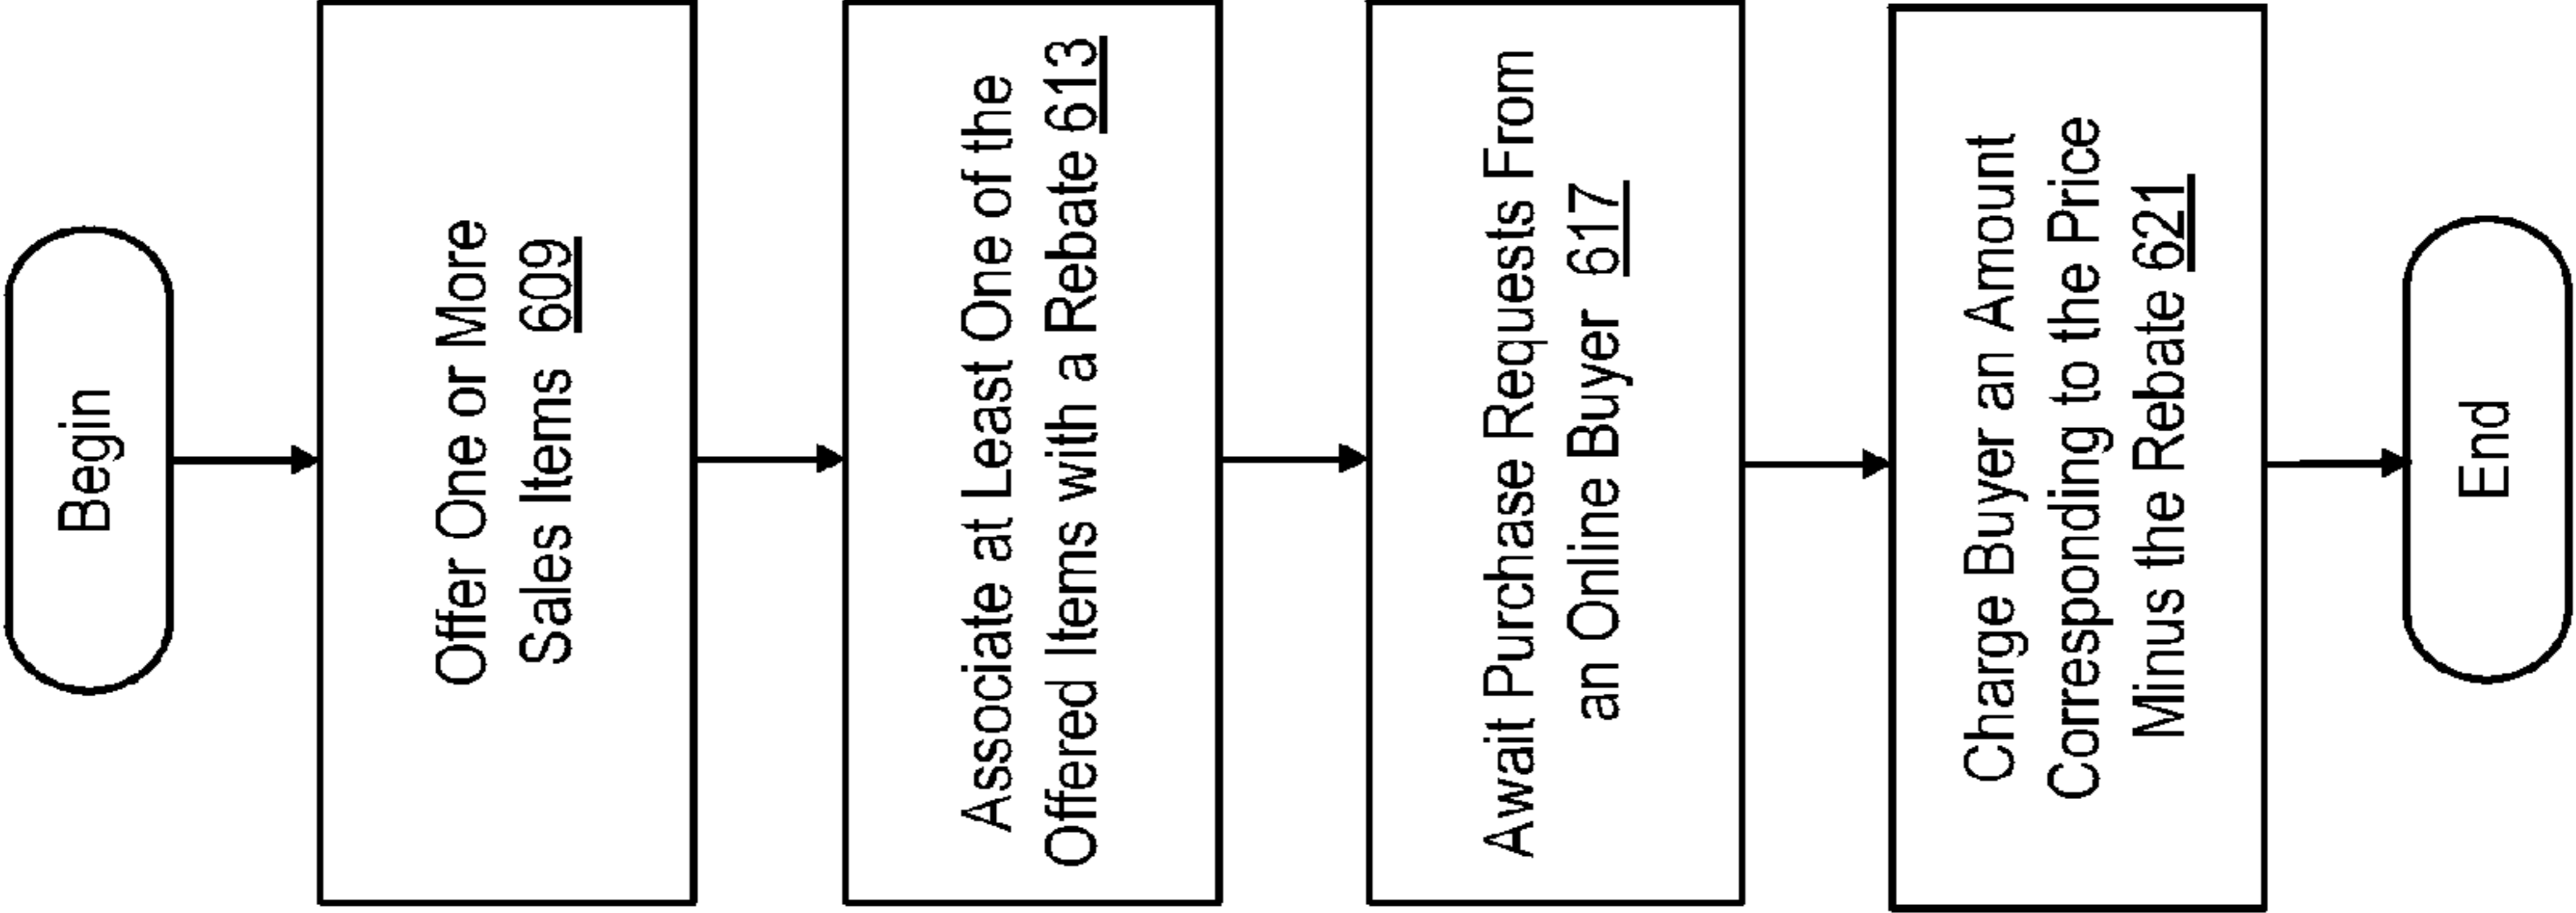 Begin
Offer One or More
Sales Items 609
Associate at Least One of the
Offered Items with a Rebate 613
Await Purchase Requests From
an Online Buyer 617
Charge Buyer an Amount
Corresponding to the Price
Minus the Rebate 621
End